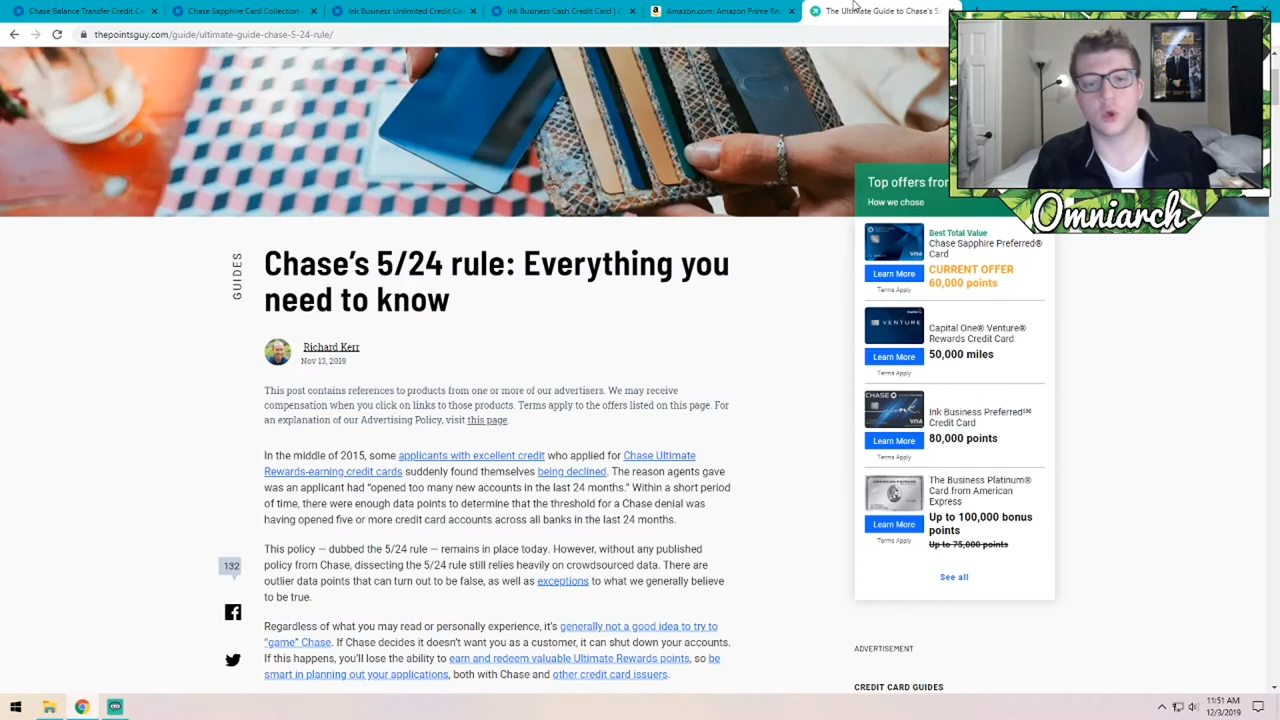 Chase Balance Transfer Credit C
Chase Sapphire Card Collection
Ink Business Unlimited Credit C
Ink Business Cash Credit Card | C
Amazon.com: Amazon Prime Re
The Ultimate Guide to Chase's 5
thepointsguy.com/guide/ultimate-guide-chase-5-24-rule/
Omniarch
GUIDES
Chase's 5/24 rule: Everything you
need to know
Richard Kerr
Nov 13, 2019
This post contains references to products from one or more of our advertisers. We may receive
compensation when you click on links to those products. Terms apply to the offers listed on this page. For
an explanation of our Advertising Policy, visit this page.
In the middle of 2015, some applicants with excellent credit who applied for Chase Ultimate
Rewards-earning credit cards suddenly found themselves being declined. The reason agents gave
was an applicant had “opened too many new accounts in the last 24 months.” Within a short period
of time, there were enough data points to determine that the threshold for a Chase denial was
having opened five or more credit card accounts across all banks in the last 24 months.
This policy — dubbed the 5/24 rule — remains in place today. However, without any published
policy from Chase, dissecting the 5/24 rule still relies heavily on crowdsourced data. There are
outlier data points that can turn out to be false, as well as exceptions to what we generally believe
to be true.
Regardless of what you may read or personally experience, it's generally not a good idea to try to
“game” Chase. If Chase decides it doesn't want you as a customer, it can shut down your accounts.
If this happens, you'll lose the ability to earn and redeem valuable Ultimate Rewards points, so be
smart in planning out your applications, both with Chase and other credit card issuers.
132
Top offers from
How we chose
Best Total Value
Chase Sapphire Preferred®
Card
CURRENT OFFER
60,000 points
VISA
Learn More
Terms Apply
VENTURE
Capital One® Venture®
Rewards Credit Card
50,000 miles
Learn More
Terms Apply
CHASE
ink
VISA
Ink Business Preferred℠
Credit Card
80,000 points
Learn More
Terms Apply
The Business Platinum®
Card from American
Express
Up to 100,000 bonus
points
Up to 75,000 points
Learn More
Terms Apply
See all
ADVERTISEMENT
CREDIT CARD GUIDES
11:51 AM
12/3/2019